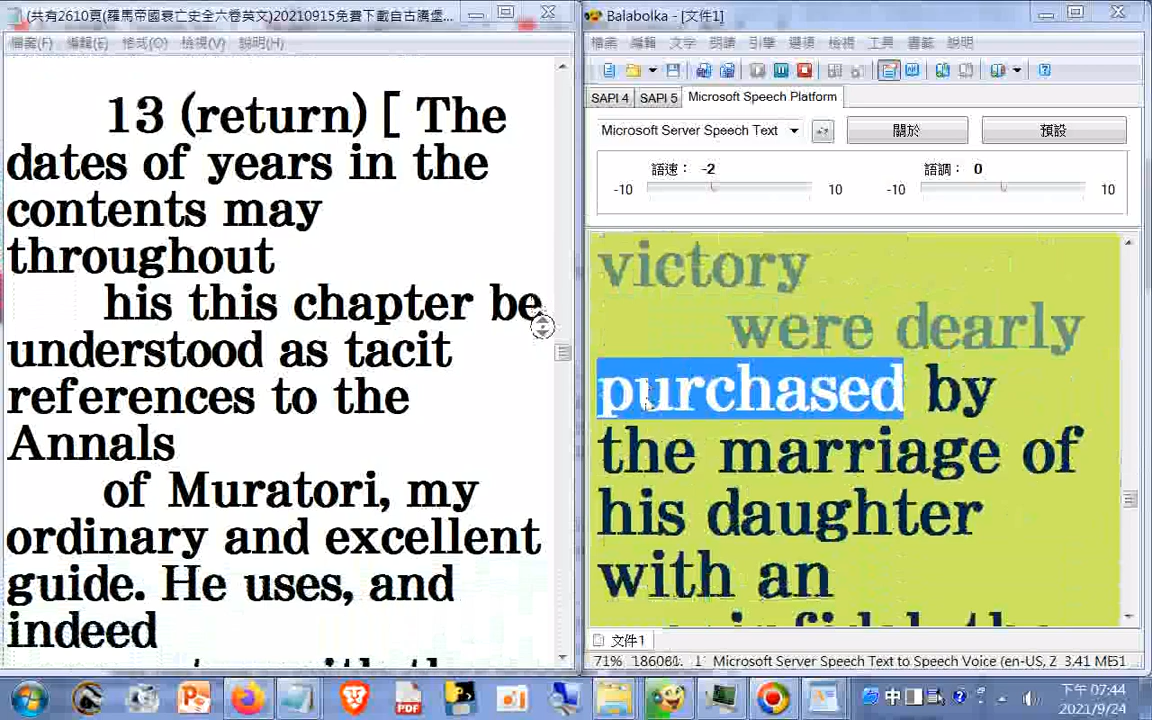 (共有2610頁(羅馬帝國衰亡史全六卷英文)20210915免費下載自古騰堡...
檔案(F) 編輯(E) 格式(O) 檢視(V) 說明(H)
13 (return) [ The
dates of years in the
contents may
throughout
his this chapter be
understood as tacit
references to the
Annals
of Muratori, my
ordinary and excellent
guide. He uses, and
indeed
Balabolka - [文件1]
檔案 編輯 文字 朗讀 引擎 選項 檢視 工具 書籤 說明
SAPI 4 SAPI 5 Microsoft Speech Platform
Microsoft Server Speech Text
關於 預設
語速： -2 語調： 0
-10 10 -10 10
victory
were dearly
purchased by
the marriage of
his daughter
with an
infidel the
文件1
71% Microsoft Server Speech Text to Speech Voice (en-US, Z 3.41 ME51
中
下午 07:44
2021/9/24